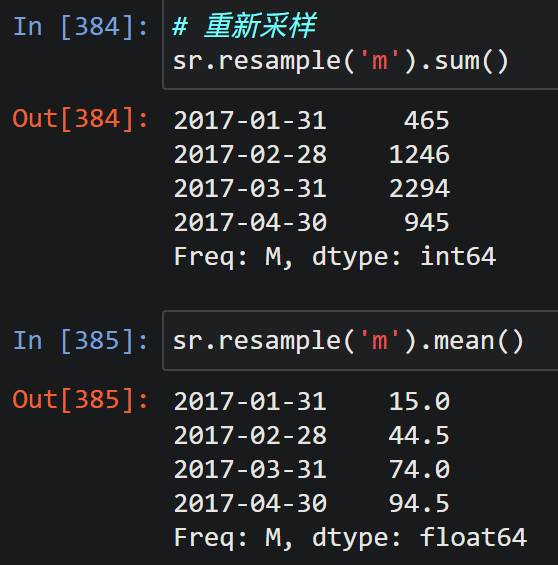 In [384]: # 重新采样
sr.resample('m').sum()
Out[384]: 2017-01-31     465
2017-02-28    1246
2017-03-31    2294
2017-04-30     945
Freq: M, dtype: int64
In [385]: sr.resample('m').mean()
Out[385]: 2017-01-31    15.0
2017-02-28    44.5
2017-03-31    74.0
2017-04-30    94.5
Freq: M, dtype: float64